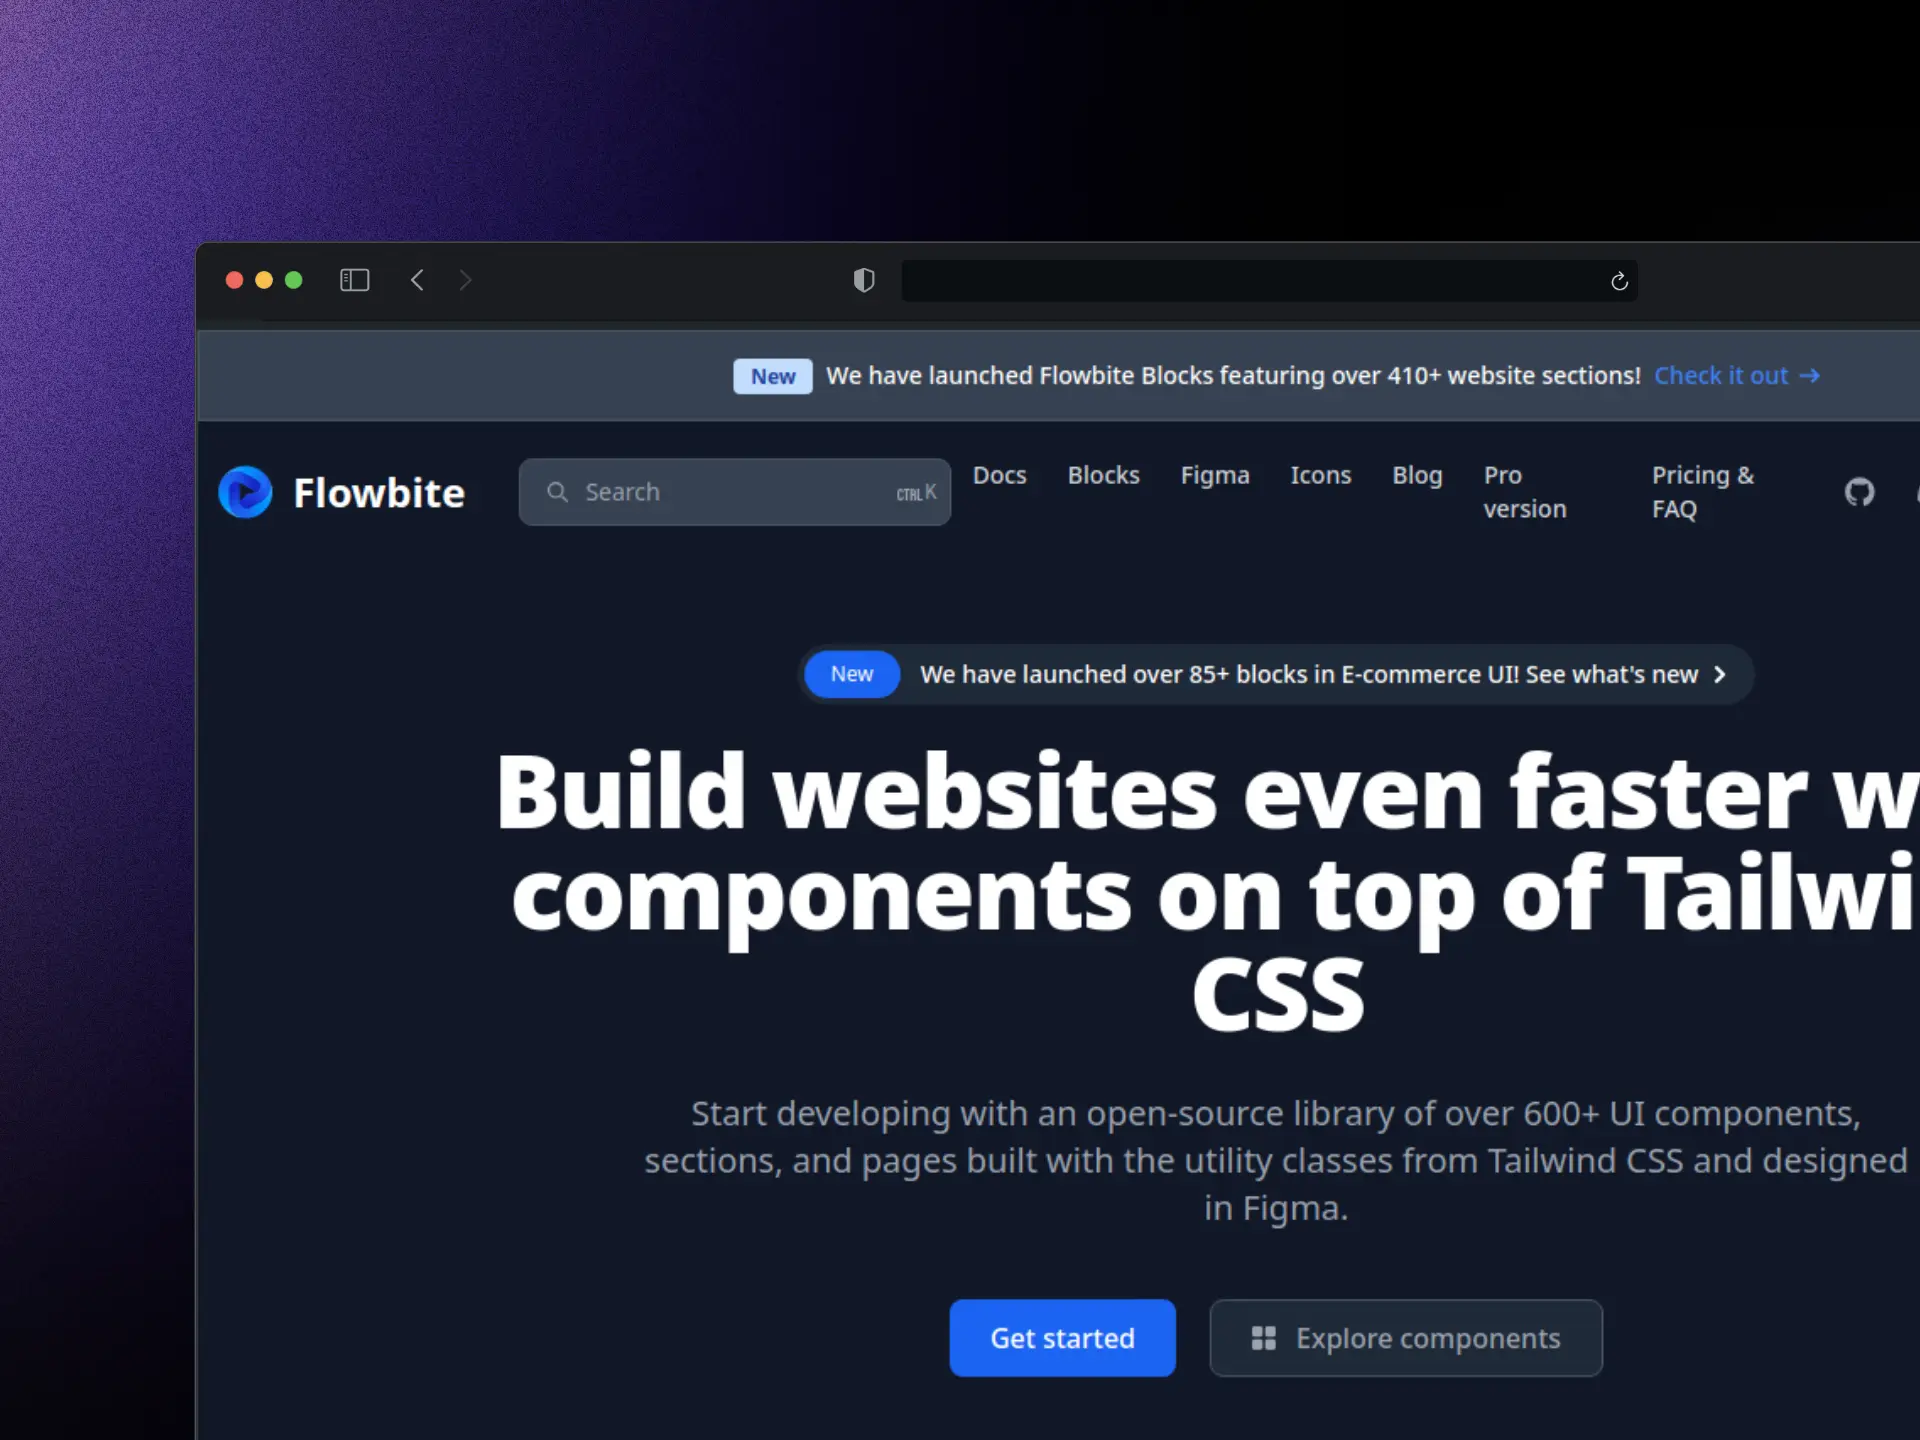 New We have launched Flowbite Blocks featuring over 410+ website sections! Check it out
Flowbite Search CTRL K Docs Blocks Figma Icons Blog Pro version Pricing & FAQ
New We have launched over 85+ blocks in E-commerce UI! See what's new
Build websites even faster w
components on top of Tailwi
CSS
Start developing with an open-source library of over 600+ UI components,
sections, and pages built with the utility classes from Tailwind CSS and designed
in Figma.
Get started Explore components